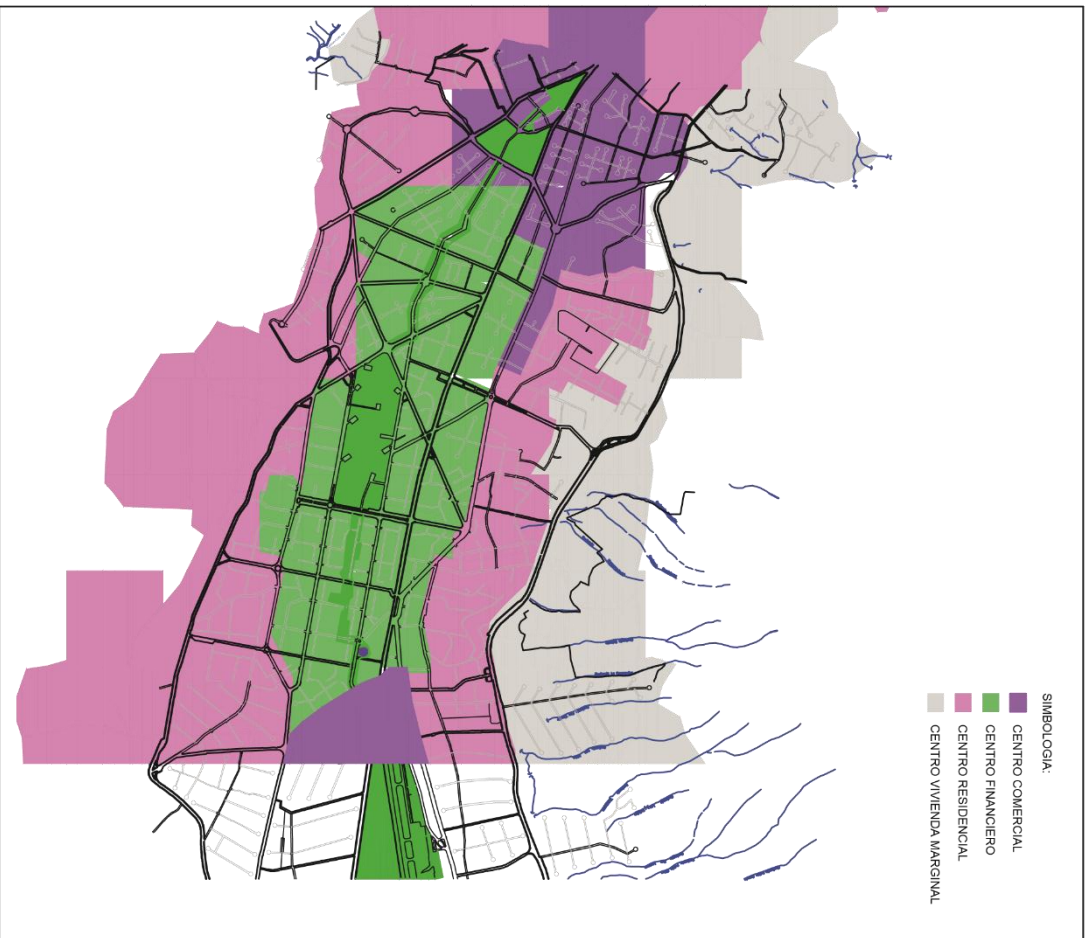 SIMBOLOGIA:
CENTRO COMERCIAL
CENTRO FINANCIERO
CENTRO RESIDENCIAL
CENTRO VIVIENDA MARGINAL